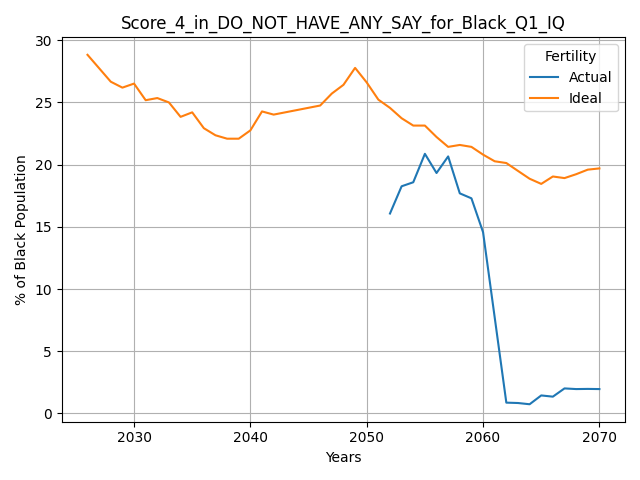 Score_4_in_DO_NOT_HAVE_ANY_SAY_for_Black_Q1_IQ
Fertility
Actual
Ideal
% of Black Population
30
25
20
15
10
5
0
2030 2040 2050 2060 2070
Years